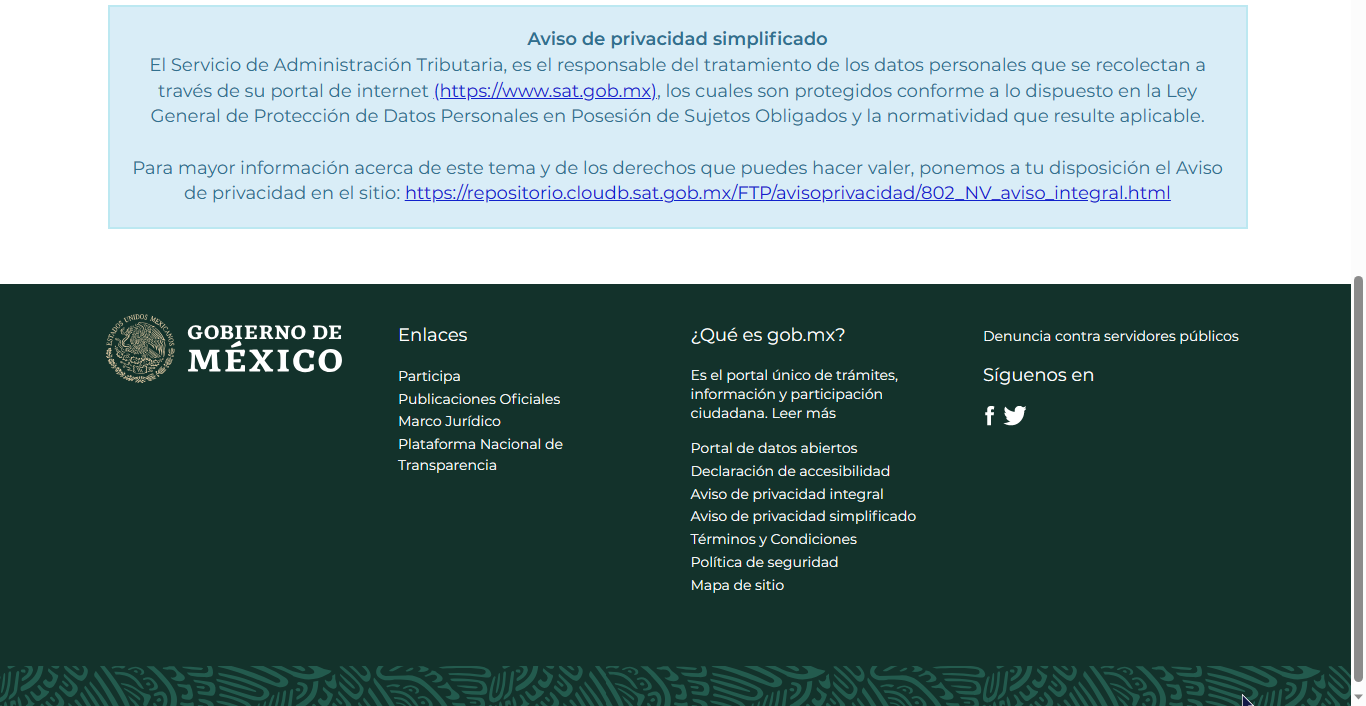 Aviso de privacidad simplificado
El Servicio de Administración Tributaria, es el responsable del tratamiento de los datos personales que se recolectan a
través de su portal de internet (https://www.sat.gob.mx), los cuales son protegidos conforme a lo dispuesto en la Ley
General de Protección de Datos Personales en Posesión de Sujetos Obligados y la normatividad que resulte aplicable.
Para mayor información acerca de este tema y de los derechos que puedes hacer valer, ponemos a tu disposición el Aviso
de privacidad en el sitio: https://repositorio.cloudb.sat.gob.mx/FTP/avisoprivacidad/802_NV_aviso_integral.html
ESTADOS UNIDOS MEXICANOS
GOBIERNO DE
MÉXICO
Enlaces
Participa
Publicaciones Oficiales
Marco Jurídico
Plataforma Nacional de
Transparencia
¿Qué es gob.mx?
Es el portal único de trámites,
información y participación
ciudadana. Leer más
Portal de datos abiertos
Declaración de accesibilidad
Aviso de privacidad integral
Aviso de privacidad simplificado
Términos y Condiciones
Política de seguridad
Mapa de sitio
Denuncia contra servidores públicos
Síguenos en